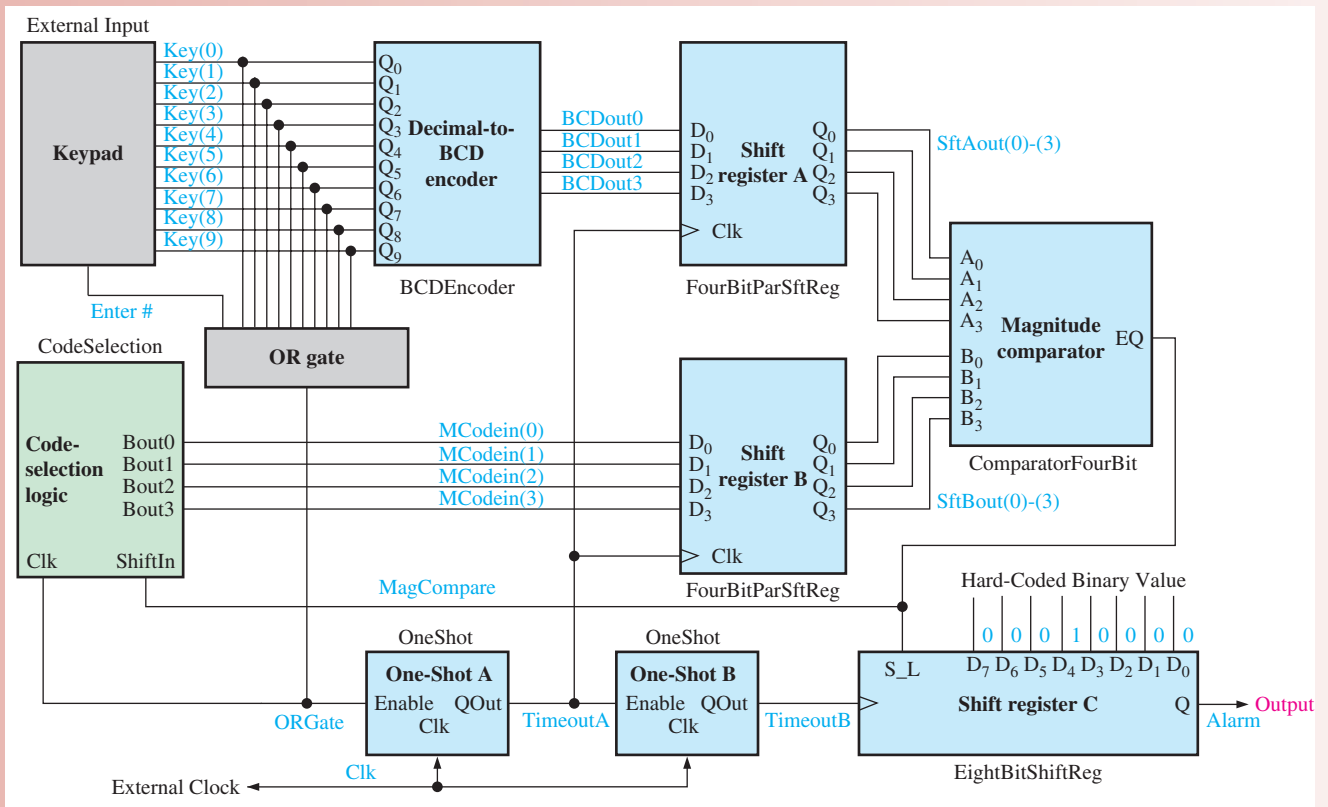 External Input
Key(0)
Key(1)
Key(2)
Key(3)
Key(4)
Key(5)
Key(6)
Key(7)
Key(8)
Key(9)
Keypad
Enter #
Q0
Q1
Q2
Q3
Q4
Q5
Q6
Q7
Q8
Q9
Decimal-to-
BCD
encoder
BCDEncoder
BCDout0
BCDout1
BCDout2
BCDout3
D0
D1
D2
D3
Shift
register A
Clk
Q0
Q1
Q2
Q3
FourBitParSftReg
SftAout(0)-(3)
OR gate
CodeSelection
Code-
selection
logic
Bout0
Bout1
Bout2
Bout3
Clk
ShiftIn
MCodein(0)
MCodein(1)
MCodein(2)
MCodein(3)
D0
D1
D2
D3
Shift
register B
Clk
Q0
Q1
Q2
Q3
FourBitParSftReg
SftBout(0)-(3)
A0
A1
A2
A3
B0
B1
B2
B3
Magnitude
comparator
EQ
ComparatorFourBit
MagCompare
ORGate
OneShot
One-Shot A
Enable QOut
Clk
TimeoutA
OneShot
One-Shot B
Enable QOut
Clk
TimeoutB
Hard-Coded Binary Value
0 0 0 1 0 0 0 0
S_L D7 D6 D5 D4 D3 D2 D1 D0
Shift register C
Q
Alarm
Output
EightBitShiftReg
Clk
External Clock